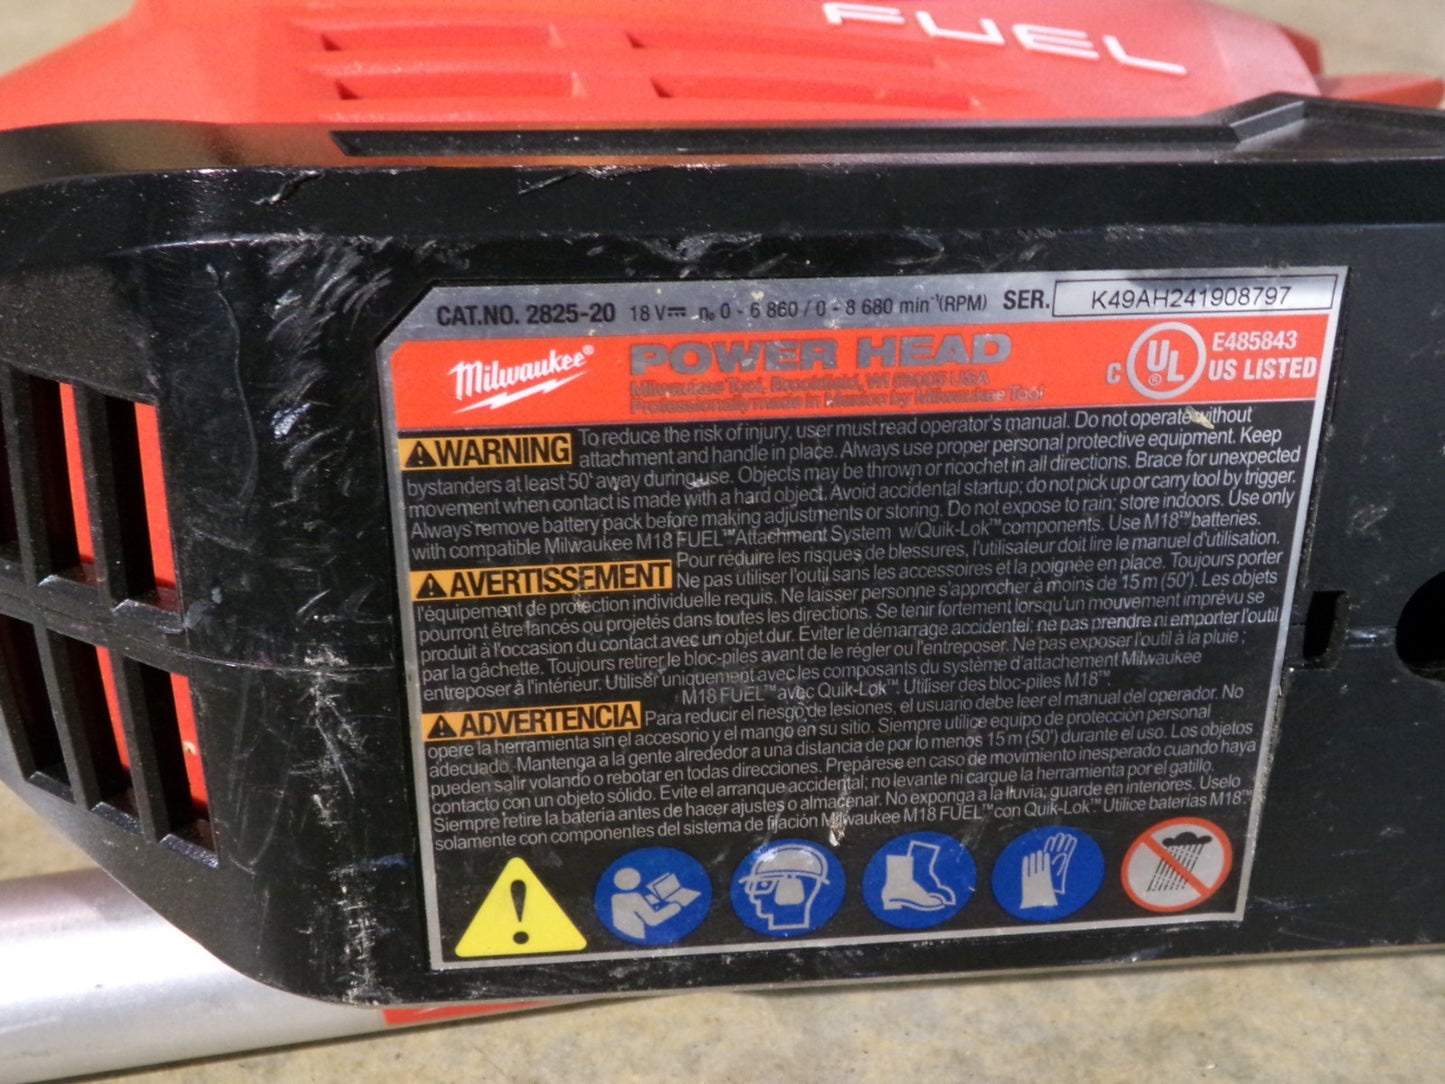 FUEL
CAT.NO. 2825-20 18 V⎓ n₀ 0 - 6 860 / 0 - 8 680 min⁻¹(RPM) SER. K49AH241908797
Milwaukee® POWER HEAD
Milwaukee Tool, Brookfield, WI 53005 USA
Professionally made in Mexico by Milwaukee Tool
C UL® E485843
US LISTED
⚠WARNING To reduce the risk of injury, user must read operator's manual. Do not operate without
attachment and handle in place. Always use proper personal protective equipment. Keep
bystanders at least 50' away during use. Objects may be thrown or ricochet in all directions. Brace for unexpected
movement when contact is made with a hard object. Avoid accidental startup; do not pick up or carry tool by trigger.
Always remove battery pack before making adjustments or storing. Do not expose to rain; store indoors. Use only
with compatible Milwaukee M18 FUEL™ Attachment System w/Quik-Lok™ components. Use M18™ batteries.
⚠AVERTISSEMENT Pour réduire les risques de blessures, l'utilisateur doit lire le manuel d'utilisation.
Ne pas utiliser l'outil sans les accessoires et la poignée en place. Toujours porter
l'équipement de protection individuelle requis. Ne laisser personne s'approcher à moins de 15 m (50'). Les objets
pourront être lancés ou projetés dans toutes les directions. Se tenir fortement lorsqu'un mouvement imprévu se
produit à l'occasion du contact avec un objet dur. Éviter le démarrage accidentel; ne pas prendre ni emporter l'outil
par la gâchette. Toujours retirer le bloc-piles avant de le régler ou l'entreposer. Ne pas exposer l'outil à la pluie ;
entreposer à l'intérieur. Utiliser uniquement avec les composants du système d'attachement Milwaukee
M18 FUEL™ avec Quik-Lok™. Utiliser des bloc-piles M18™
⚠ADVERTENCIA Para reducir el riesgo de lesiones, el usuario debe leer el manual del operador. No
opere la herramienta sin el accesorio y el mango en su sitio. Siempre utilice equipo de protección personal
adecuado. Mantenga a la gente alrededor a una distancia de por lo menos 15 m (50') durante el uso. Los objetos
pueden salir volando o rebotar en todas direcciones. Prepárese en caso de movimiento inesperado cuando haya
contacto con un objeto sólido. Evite el arranque accidental; no levante ni cargue la herramienta por el gatillo.
Siempre retire la batería antes de hacer ajustes o almacenar. No exponga a la lluvia; guarde en interiores. Úselo
solamente con componentes del sistema de fijación Milwaukee M18 FUEL™ con Quik-Lok™ Utilice baterías M18™.